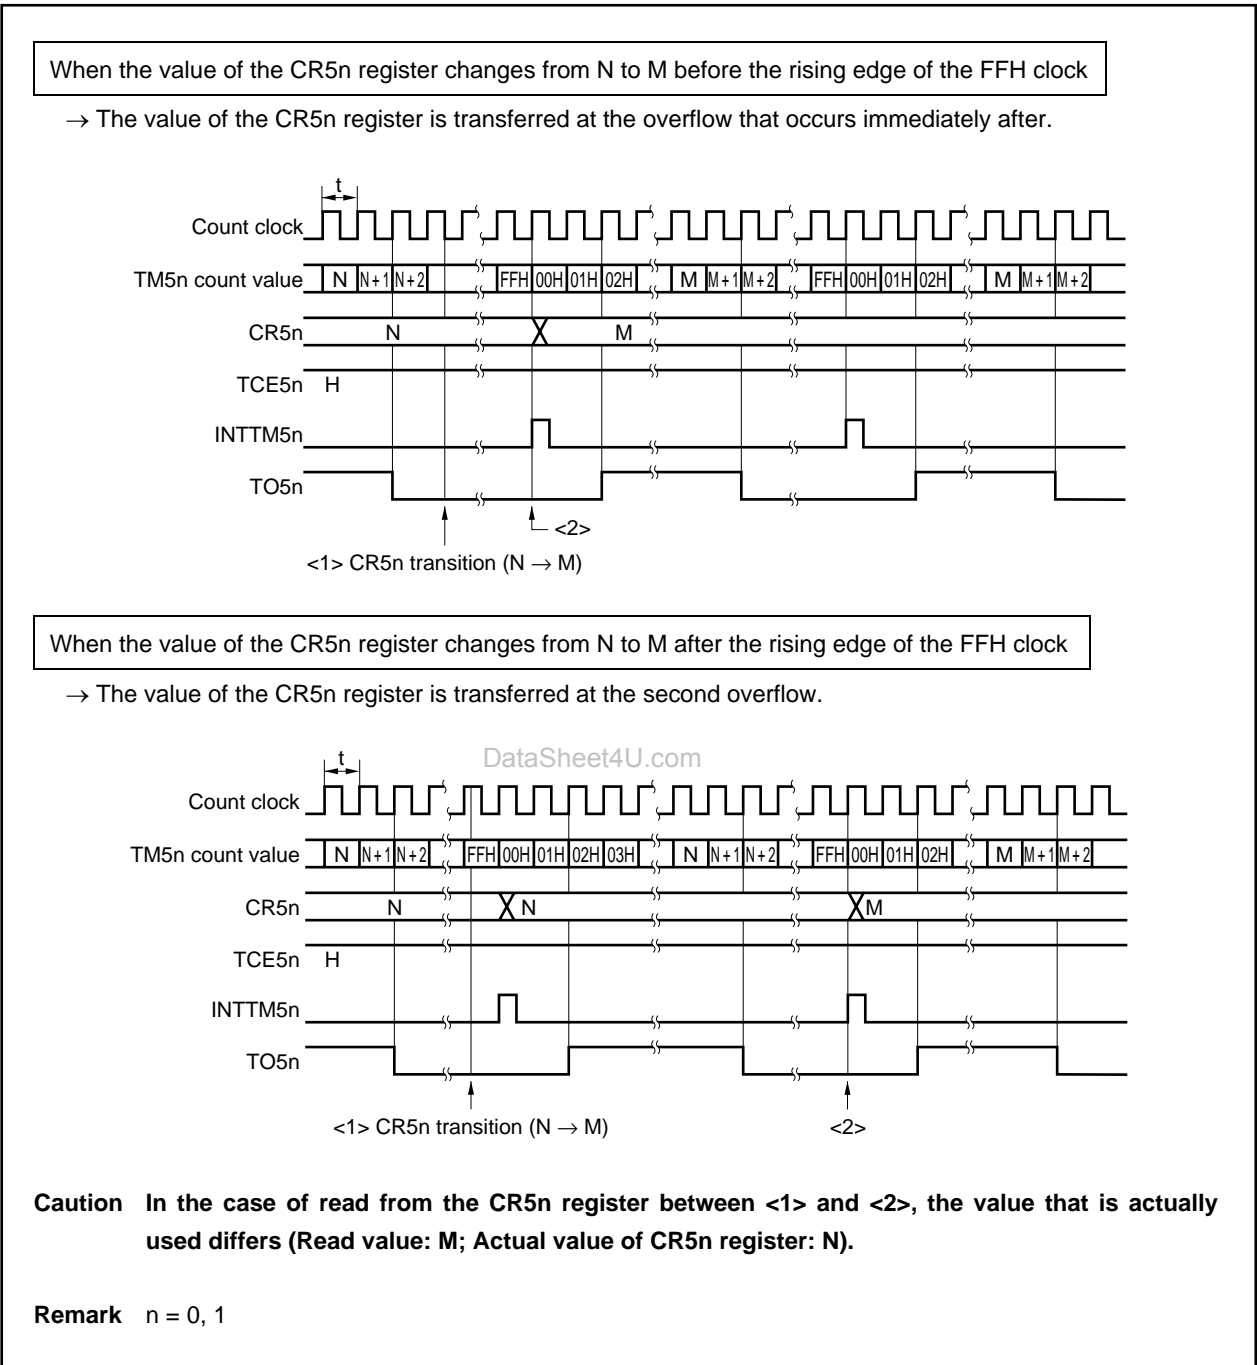 When the value of the CR5n register changes from N to M before the rising edge of the FFH clock
→ The value of the CR5n register is transferred at the overflow that occurs immediately after.
t
Count clock
TM5n count value N N + 1 N + 2 FFH 00H 01H 02H M M + 1 M + 2 FFH 00H 01H 02H M M + 1 M + 2
CR5n N M
TCE5n H
INTTM5n
TO5n
<2>
<1> CR5n transition (N → M)
When the value of the CR5n register changes from N to M after the rising edge of the FFH clock
→ The value of the CR5n register is transferred at the second overflow.
DataSheet4U.com
t
Count clock
TM5n count value N N + 1 N + 2 FFH 00H 01H 02H 03H N N + 1 N + 2 FFH 00H 01H 02H M M + 1 M + 2
CR5n N N M
TCE5n H
INTTM5n
TO5n
<1> CR5n transition (N → M) <2>
Caution In the case of read from the CR5n register between <1> and <2>, the value that is actually
used differs (Read value: M; Actual value of CR5n register: N).
Remark n = 0, 1